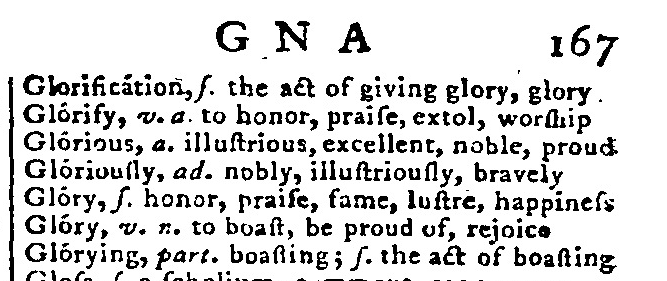 GNA 167
Glorificátion, ſ. the act of giving glory, glory.
Glórify, v. a. to honor, praiſe, extol, worſhip
Glórious, a. illuſtrious, excellent, noble, proud
Glóriouſly, ad. nobly, illuſtriouſly, bravely
Glóry, ſ. honor, praiſe, fame, luſtre, happineſs
Glóry, v. n. to boaſt, be proud of, rejoice
Glórying, part. boaſting; ſ. the act of boaſting